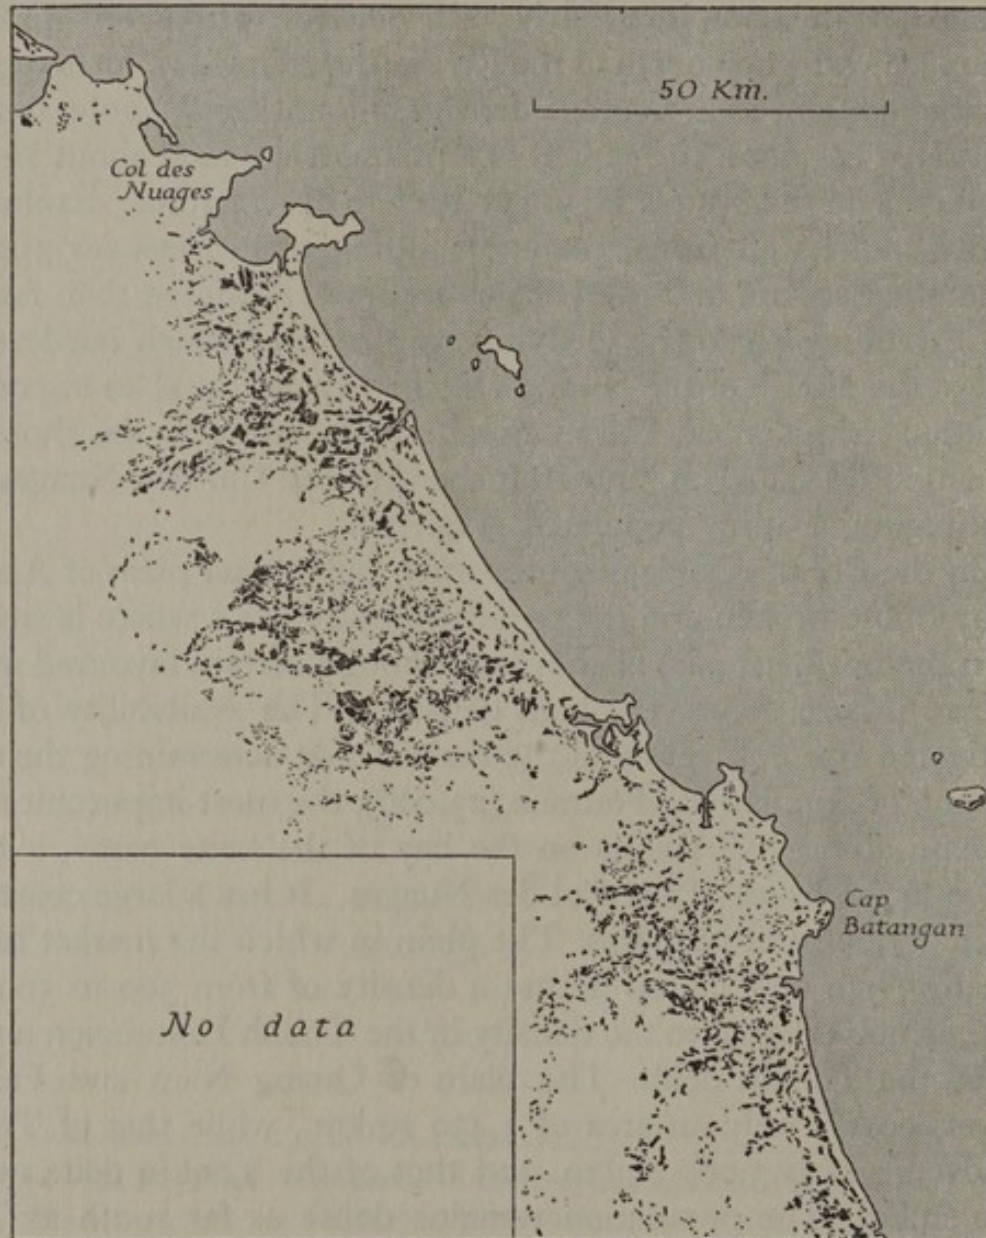 50 Km.
Col des
Nuages
Cap
Batangan
No data